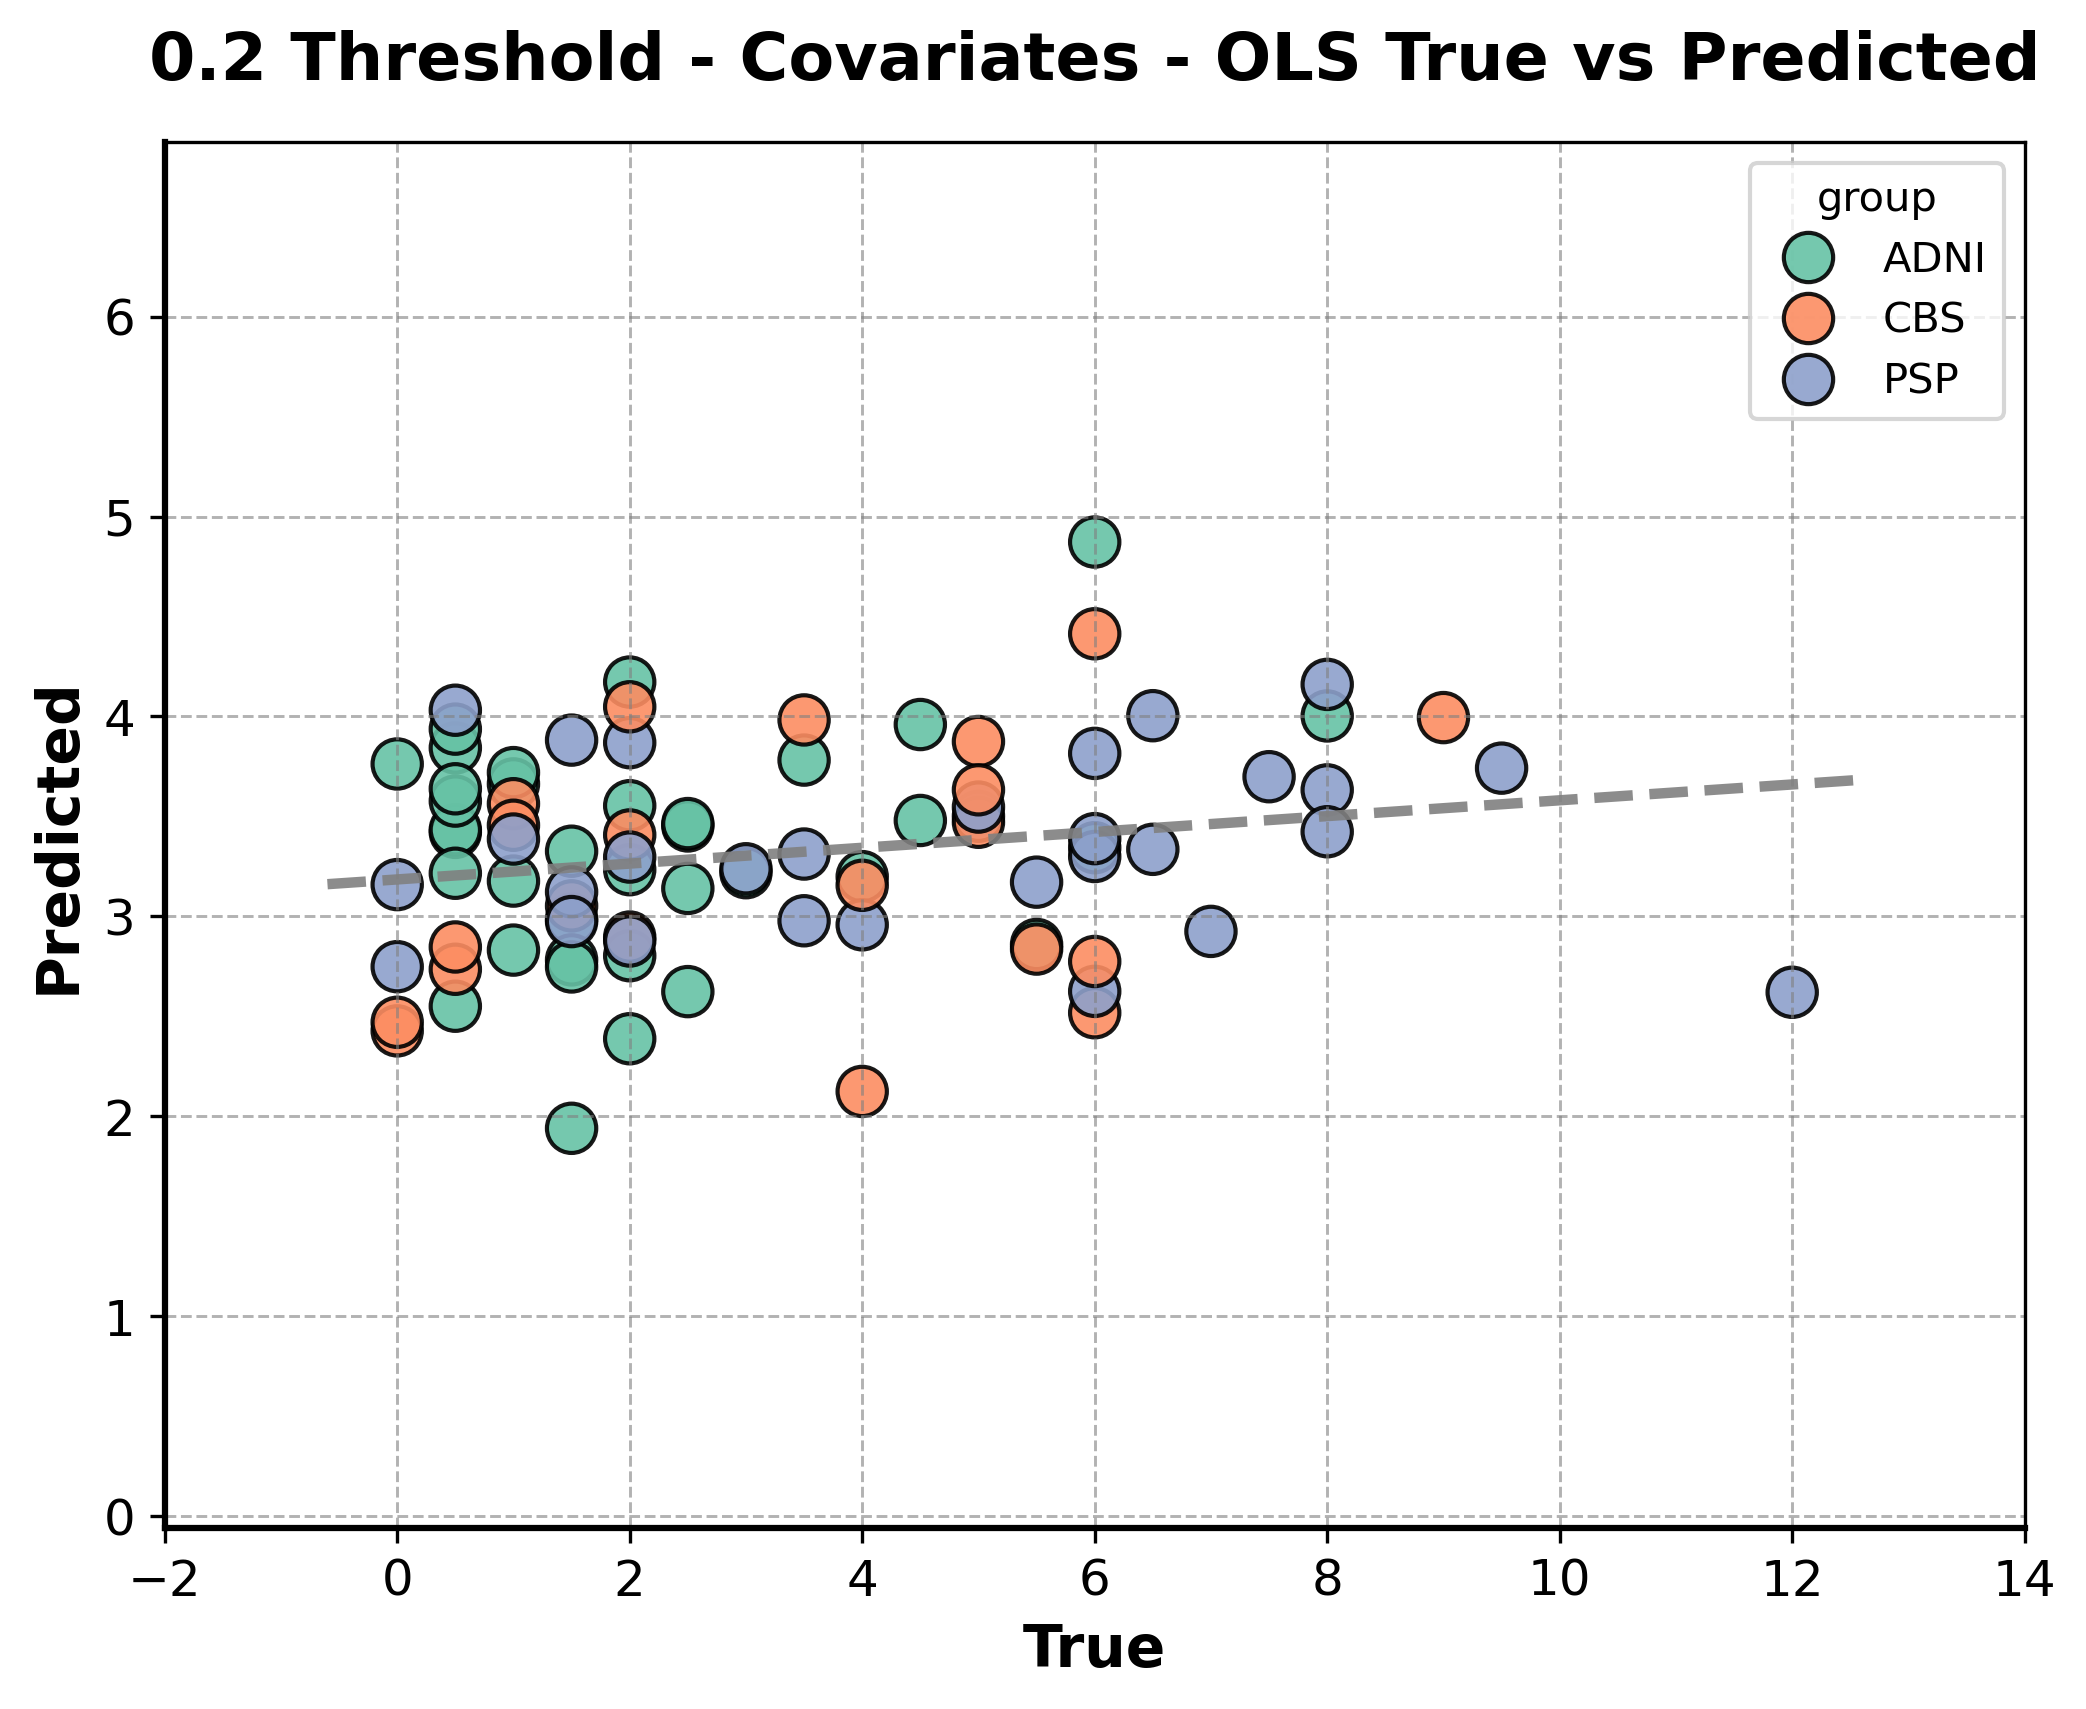 0.2 Threshold - Covariates - OLS True vs Predicted
group
ADNI
CBS
PSP
6
5
4
3
2
1
0
Predicted
−2 0 2 4 6 8 10 12 14
True